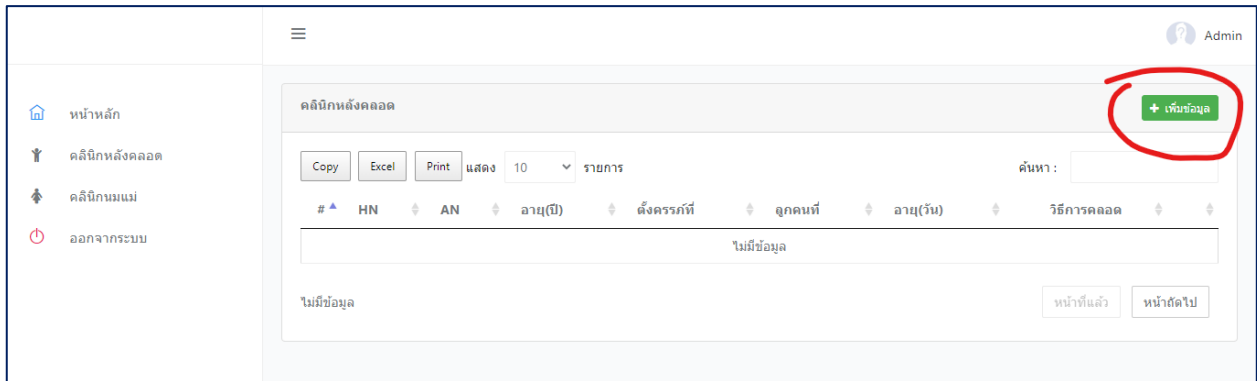 Admin
หน้าหลัก
คลินิกหลังคลอด
คลินิกนมแม่
ออกจากระบบ
คลินิกหลังคลอด
+ เพิ่มข้อมูล
Copy Excel Print แสดง 10 รายการ ค้นหา :
# HN AN อายุ(ปี) ตั้งครรภ์ที่ ลูกคนที่ อายุ(วัน) วิธีการคลอด
ไม่มีข้อมูล
ไม่มีข้อมูล
หน้าที่แล้ว หน้าถัดไป